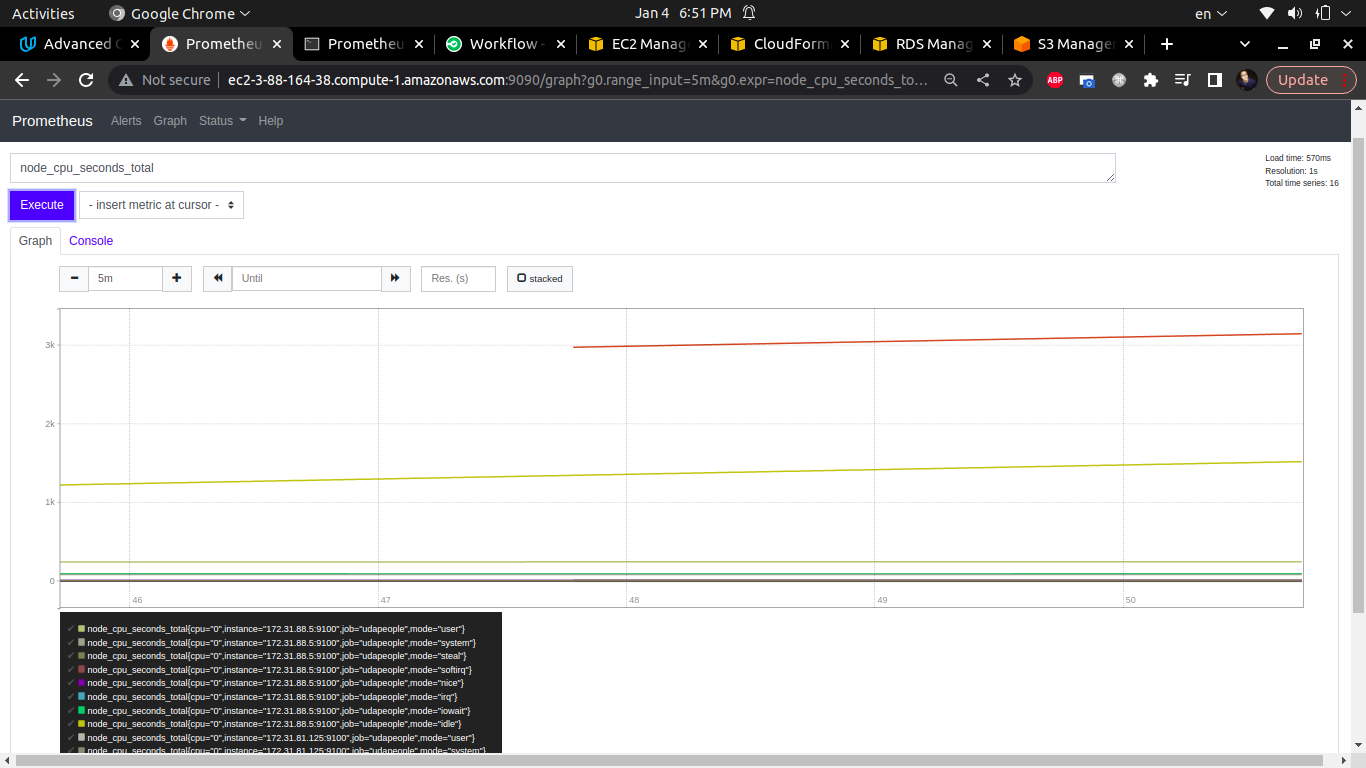 Activities Google Chrome Jan 4 6:51 PM en
Advanced C Prometheu Prometheu Workflow - EC2 Manag CloudForm RDS Manag S3 Manager
Not secure ec2-3-88-164-38.compute-1.amazonaws.com:9090/graph?g0.range_input=5m&g0.expr=node_cpu_seconds_to... ABP Update
Prometheus Alerts Graph Status Help
node_cpu_seconds_total
Load time: 570ms
Resolution: 1s
Total time series: 16
Execute - insert metric at cursor -
Graph Console
5m Until Res. (s) stacked
3k
2k
1k
0
46 47 48 49 50
node_cpu_seconds_total{cpu="0",instance="172.31.88.5:9100",job="udapeople",mode="user"}
node_cpu_seconds_total{cpu="0",instance="172.31.88.5:9100",job="udapeople",mode="system"}
node_cpu_seconds_total{cpu="0",instance="172.31.88.5:9100",job="udapeople",mode="steal"}
node_cpu_seconds_total{cpu="0",instance="172.31.88.5:9100",job="udapeople",mode="softirq"}
node_cpu_seconds_total{cpu="0",instance="172.31.88.5:9100",job="udapeople",mode="nice"}
node_cpu_seconds_total{cpu="0",instance="172.31.88.5:9100",job="udapeople",mode="irq"}
node_cpu_seconds_total{cpu="0",instance="172.31.88.5:9100",job="udapeople",mode="iowait"}
node_cpu_seconds_total{cpu="0",instance="172.31.88.5:9100",job="udapeople",mode="idle"}
node_cpu_seconds_total{cpu="0",instance="172.31.81.125:9100",job="udapeople",mode="user"}
node_cpu_seconds_total{cpu="0",instance="172.31.81.125:9100",job="udapeople",mode="system"}